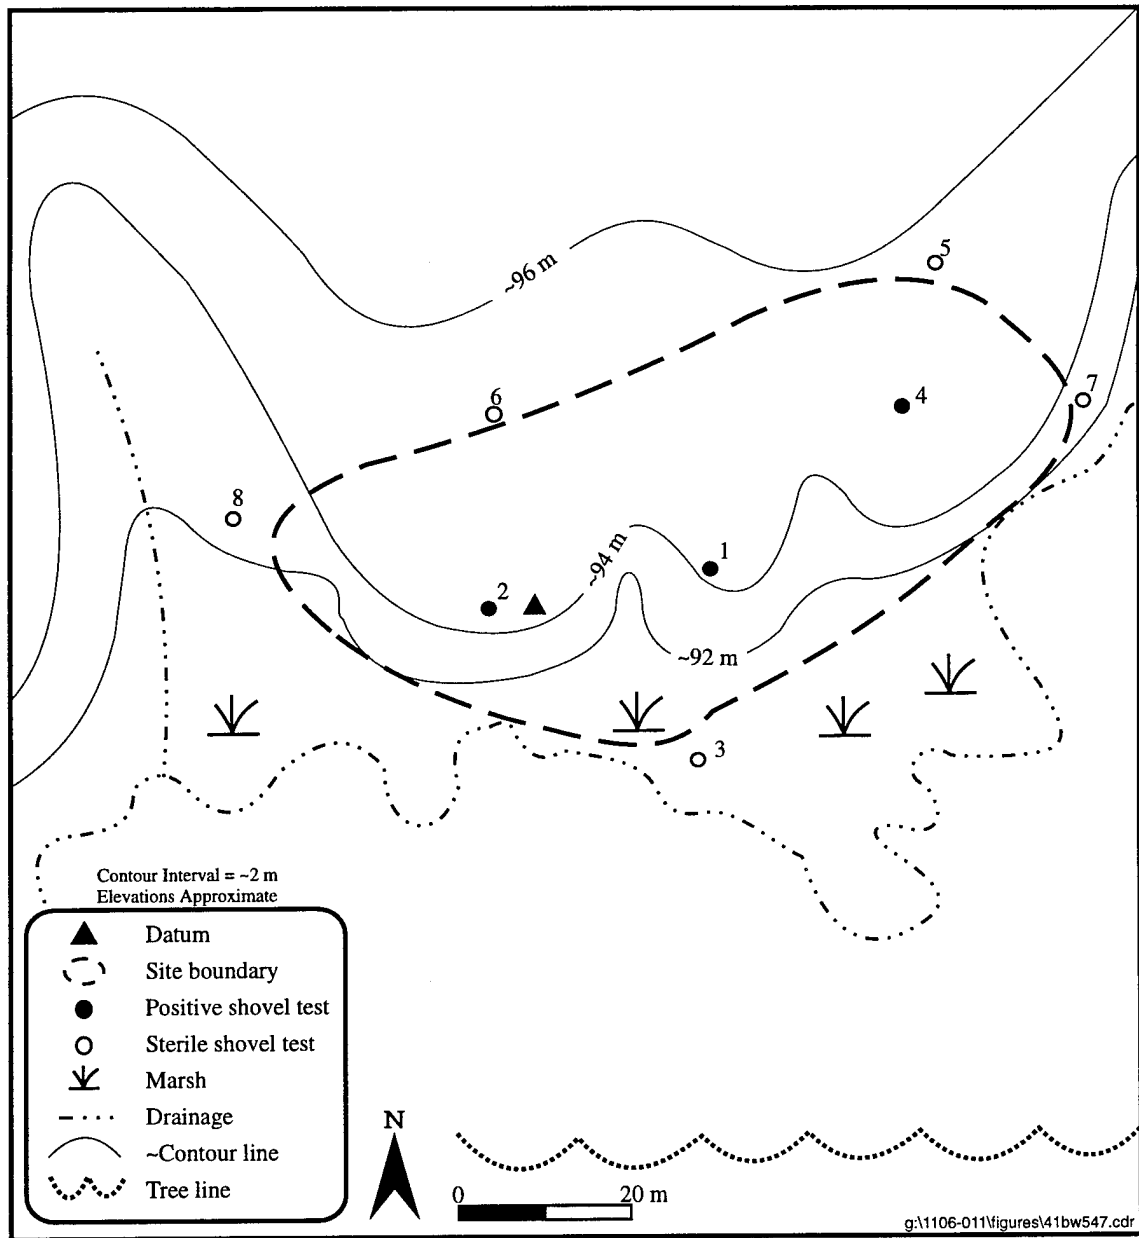 5
~96 m
6
4
7
8
~94 m
1
2
~92 m
3
Contour Interval = ~2 m
Elevations Approximate
Datum
Site boundary
Positive shovel test
Sterile shovel test
Marsh
Drainage
~Contour line
Tree line
N
0 20 m
g:\1106-011\figures\41bw547.cdr